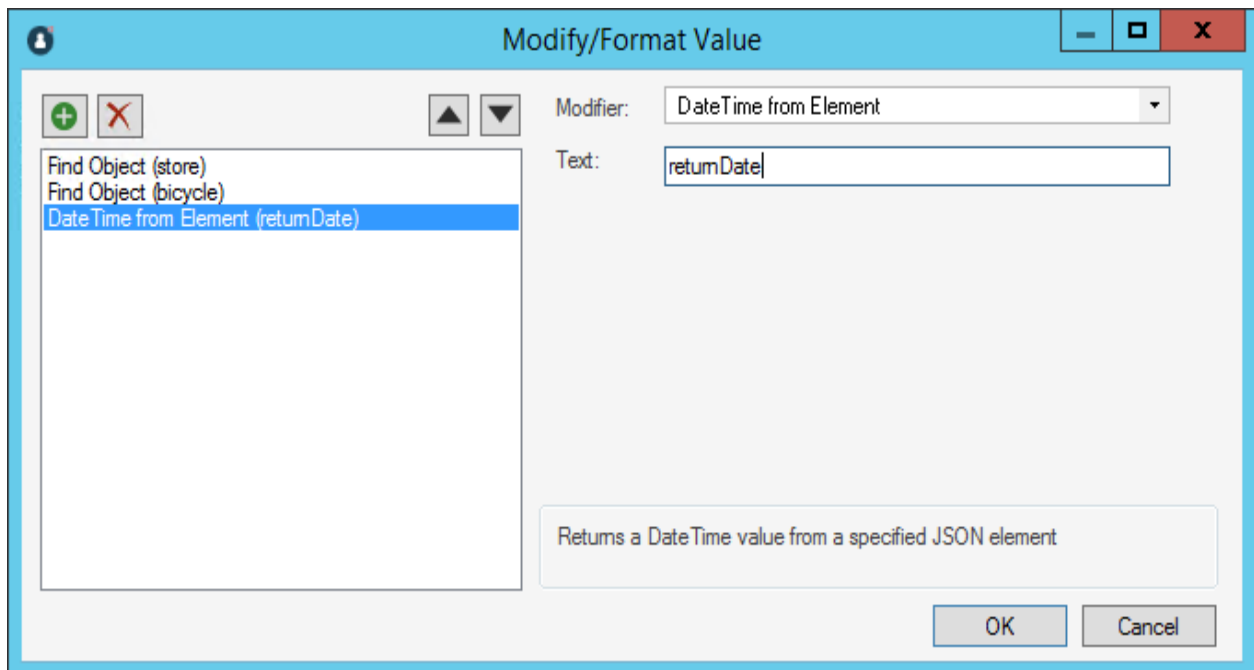 Modify/Format Value
X
Modifier:
DateTime from Element
Text:
returnDate
Find Object (store)
Find Object (bicycle)
DateTime from Element (returnDate)
Returns a DateTime value from a specified JSON element
OK
Cancel